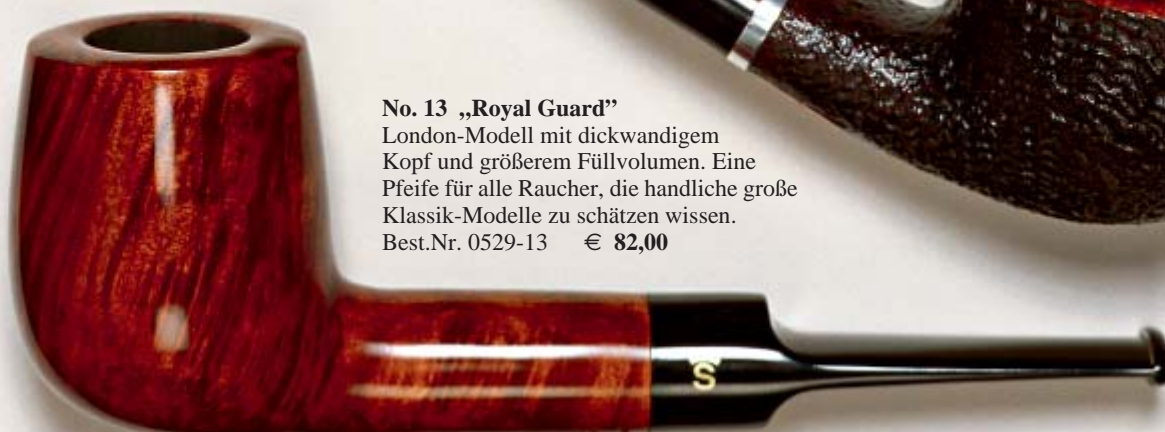 No. 13 „Royal Guard”
London-Modell mit dickwandigem
Kopf und größerem Füllvolumen. Eine
Pfeife für alle Raucher, die handliche große
Klassik-Modelle zu schätzen wissen.
Best.Nr. 0529-13 € 82,00
S